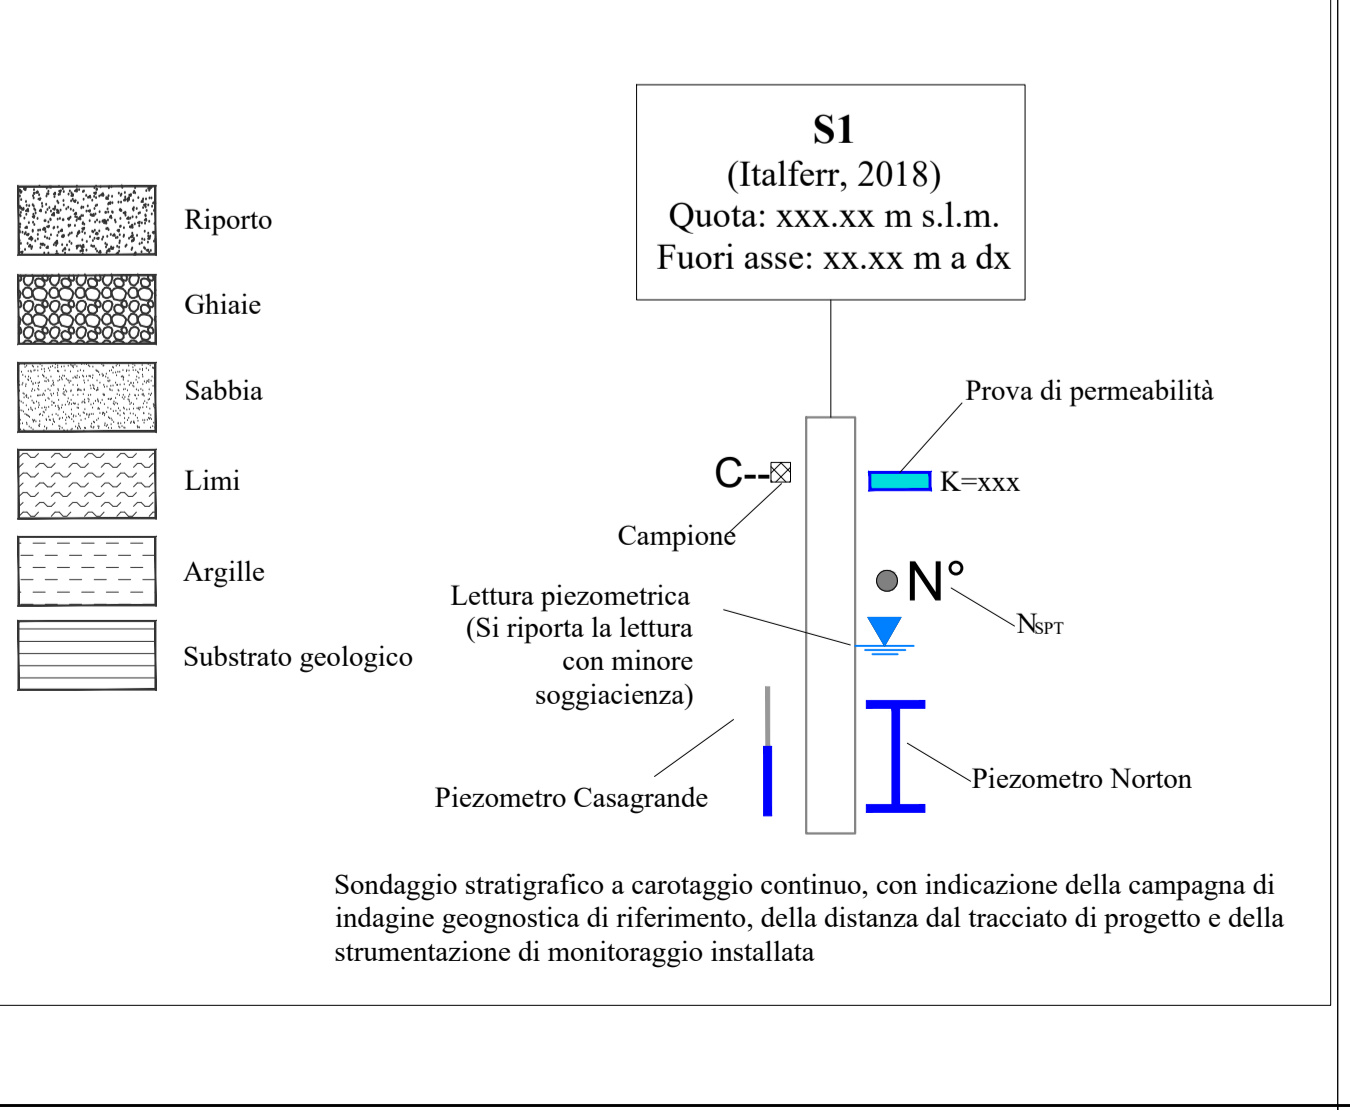 S1
(Italferr, 2018)
Quota: xxx.xx m s.l.m.
Fuori asse: xx.xx m a dx
Riporto
Ghiaie
Sabbia
Limi
Argille
Substrato geologico
Prova di permeabilità
C--
K=xxx
Campione
N°
NSPT
Lettura piezometrica
(Si riporta la lettura
con minore
soggiacienza)
Piezometro Casagrande
Piezometro Norton
Sondaggio stratigrafico a carotaggio continuo, con indicazione della campagna di
indagine geognostica di riferimento, della distanza dal tracciato di progetto e della
strumentazione di monitoraggio installata